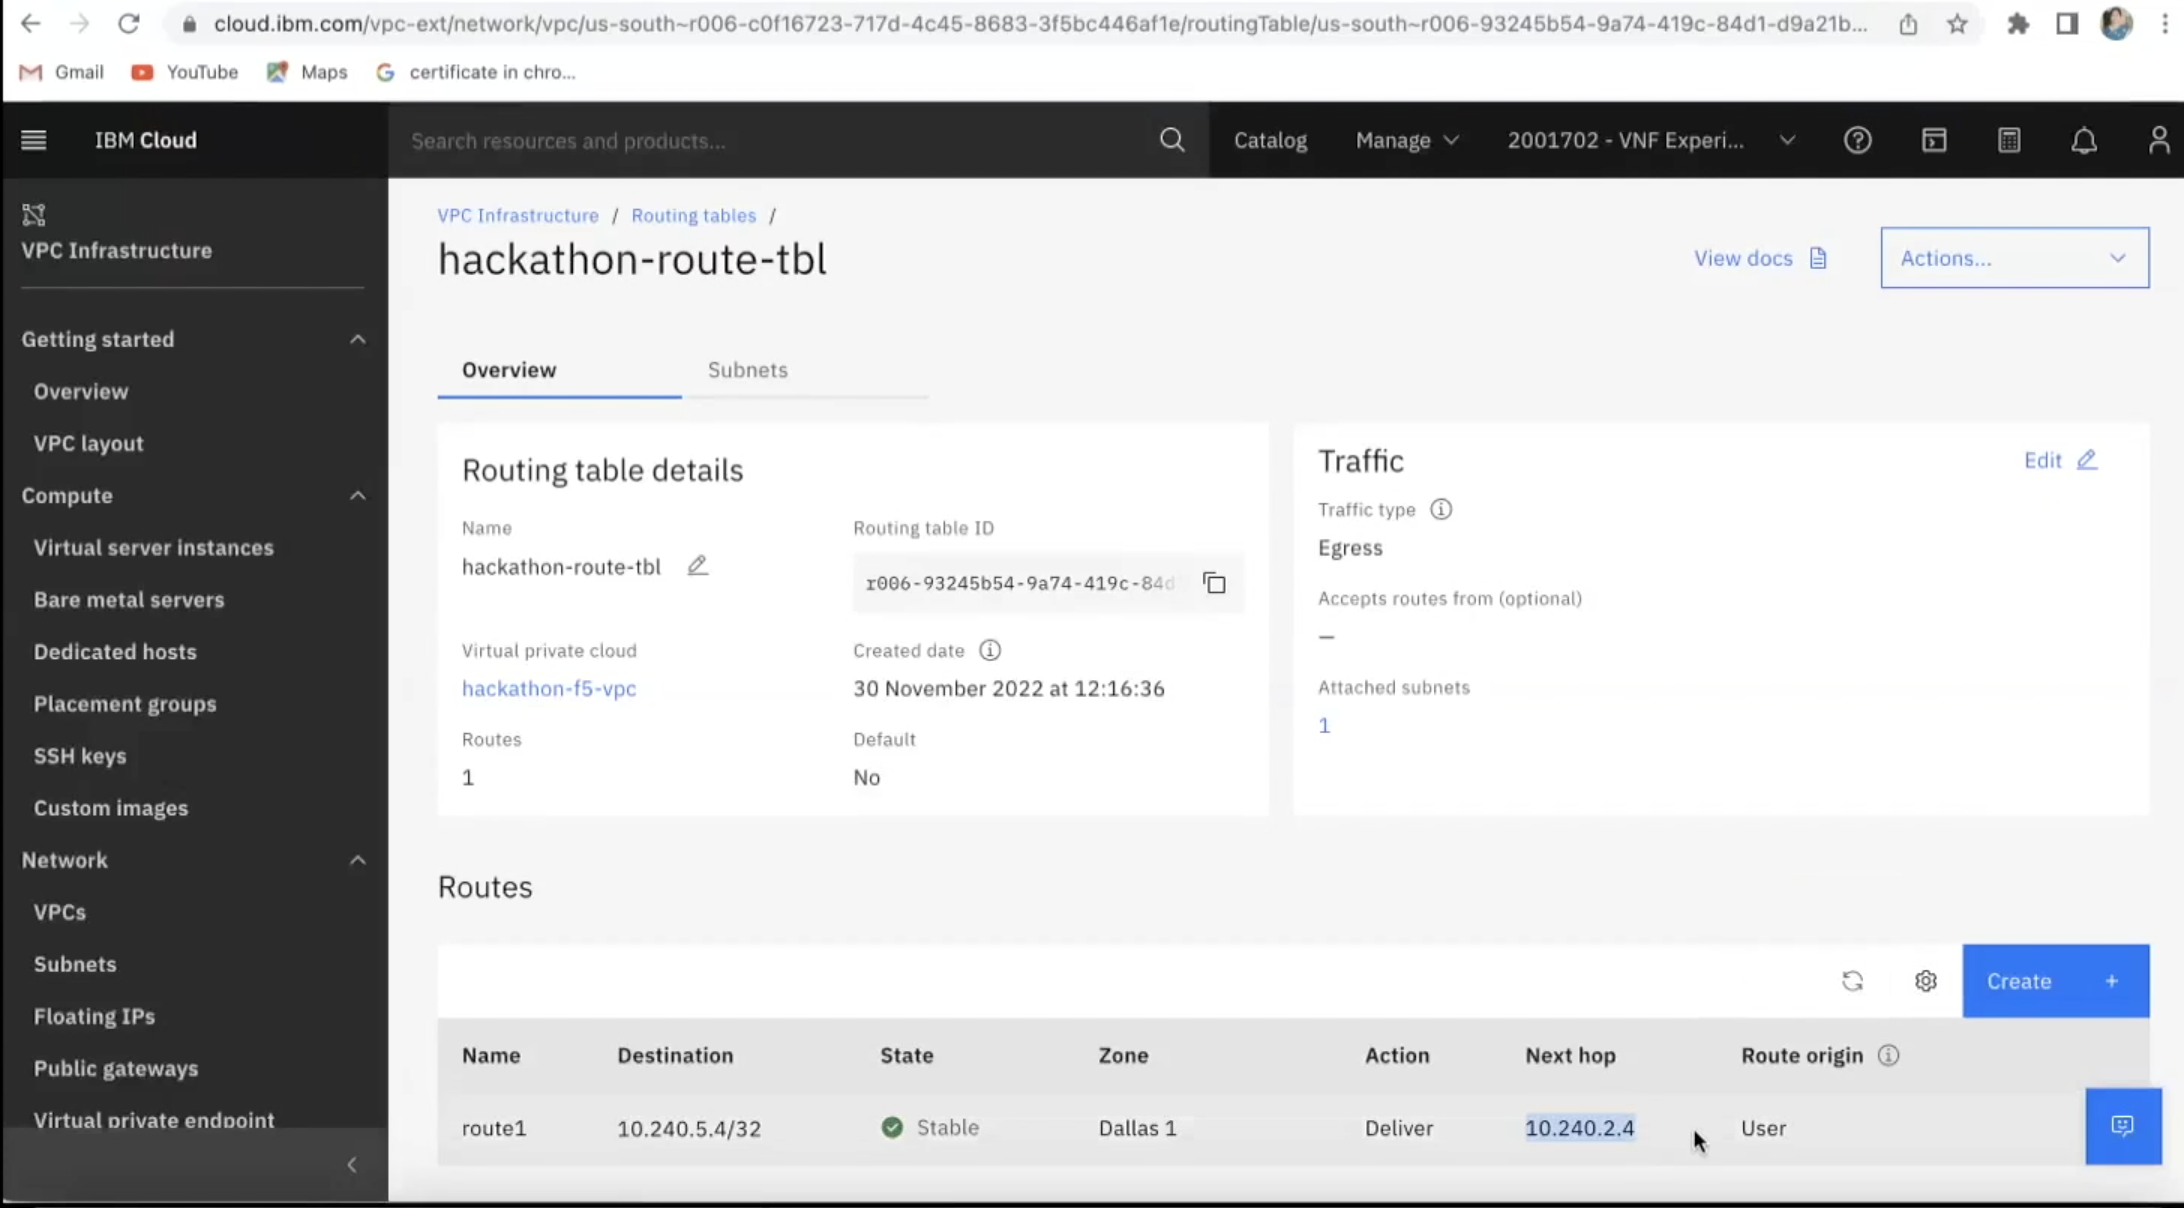 cloud.ibm.com/vpc-ext/network/vpc/us-south~r006-c0f16723-717d-4c45-8683-3f5bc446af1e/routingTable/us-south~r006-93245b54-9a74-419c-84d1-d9a21b...
Gmail YouTube Maps certificate in chro...
IBM Cloud Search resources and products... Catalog Manage 2001702 - VNF Experi...
VPC Infrastructure
Getting started
Overview
VPC layout
Compute
Virtual server instances
Bare metal servers
Dedicated hosts
Placement groups
SSH keys
Custom images
Network
VPCs
Subnets
Floating IPs
Public gateways
Virtual private endpoint
VPC Infrastructure / Routing tables /
hackathon-route-tbl
View docs Actions...
Overview Subnets
Routing table details
Name
hackathon-route-tbl
Routing table ID
r006-93245b54-9a74-419c-84d
Virtual private cloud
hackathon-f5-vpc
Created date
30 November 2022 at 12:16:36
Routes
1
Default
No
Traffic Edit
Traffic type
Egress
Accepts routes from (optional)
–
Attached subnets
1
Routes
Create +
Name Destination State Zone Action Next hop Route origin
route1 10.240.5.4/32 Stable Dallas 1 Deliver 10.240.2.4 User